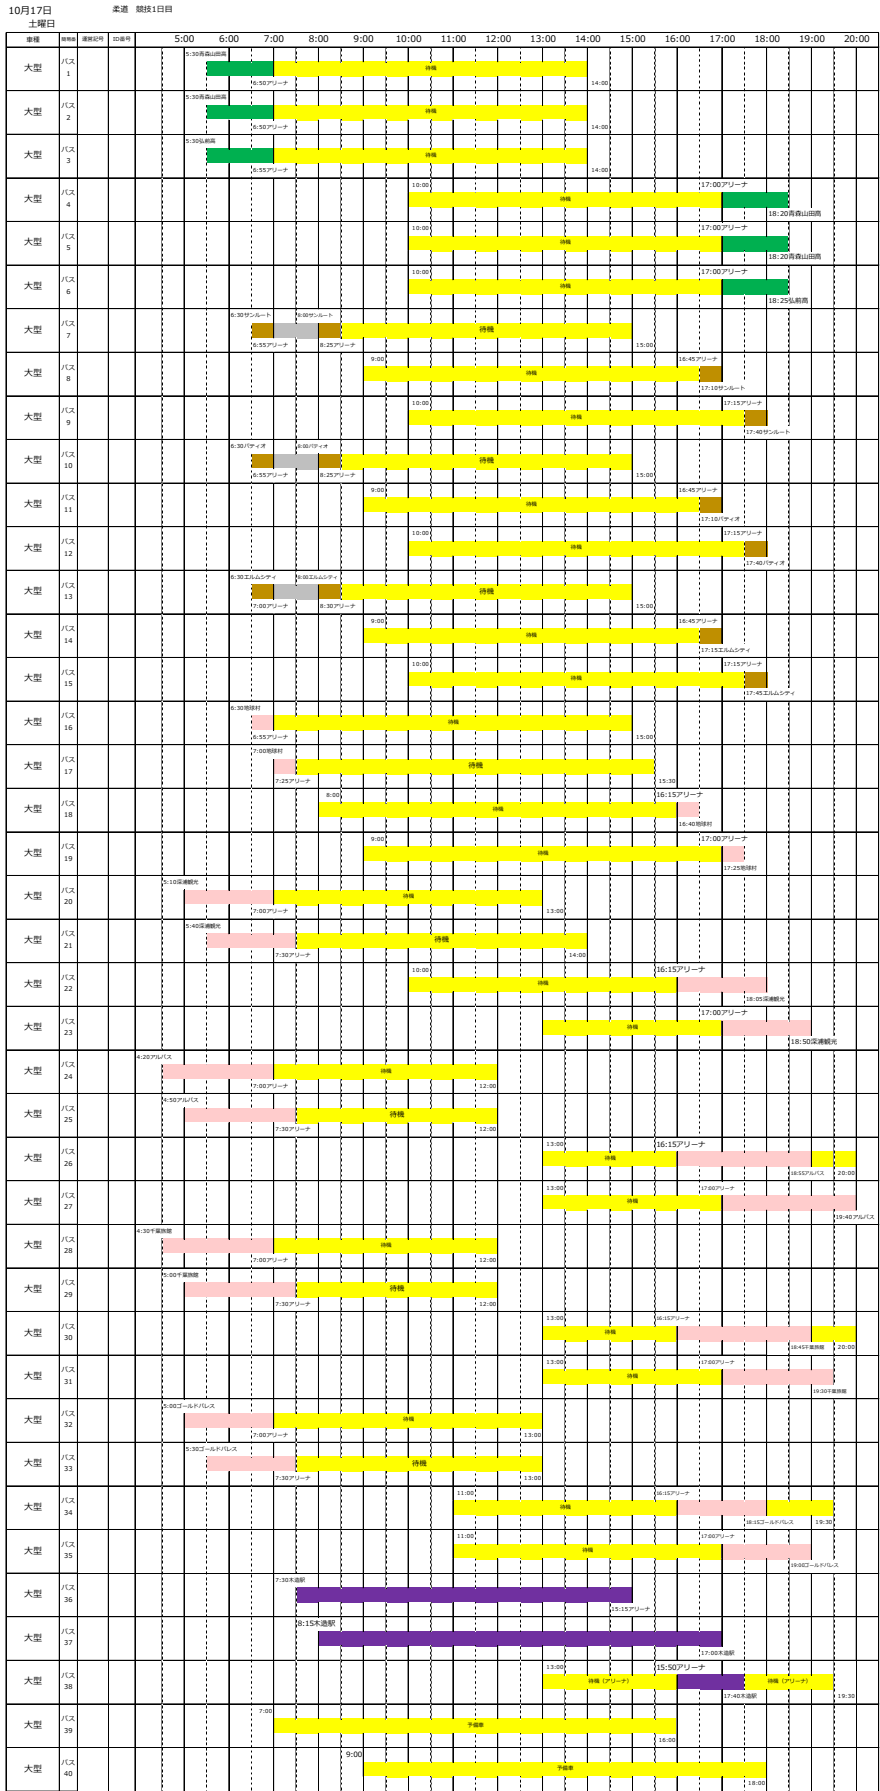 10月17日 柔道 競技1日目
土曜日
車種 運営記号 ID番号 5:00 6:00 7:00 8:00 9:00 10:00 11:00 12:00 13:00 14:00 15:00 16:00 17:00 18:00 19:00 20:00
5:30青森山田高
大型 バス 1 待機
6:50アリーナ 14:00
5:30青森山田高
大型 バス 2 待機
6:50アリーナ 14:00
5:30弘前高
大型 バス 3 待機
6:55アリーナ 14:00
10:00 17:00アリーナ
大型 バス 4 待機
18:20青森山田高
10:00 17:00アリーナ
大型 バス 5 待機
18:20青森山田高
10:00 17:00アリーナ
大型 バス 6 待機
18:25弘前高
6:30サンルート 8:00サンルート
大型 バス 7 待機
6:55アリーナ 8:25アリーナ 15:00
9:00 16:45アリーナ
大型 バス 8 待機
17:10サンルート
10:00 17:15アリーナ
大型 バス 9 待機
17:40サンルート
6:30パティオ 8:00パティオ
大型 バス 10 待機
6:55アリーナ 8:25アリーナ 15:00
9:00 16:45アリーナ
大型 バス 11 待機
17:10パティオ
10:00 17:15アリーナ
大型 バス 12 待機
17:40パティオ
6:30エルムシティ 8:00エルムシティ
大型 バス 13 待機
7:00アリーナ 8:30アリーナ 15:00
9:00 16:45アリーナ
大型 バス 14 待機
17:15エルムシティ
10:00 17:15アリーナ
大型 バス 15 待機
17:45エルムシティ
6:30地球村
大型 バス 16 待機
6:55アリーナ 15:00
7:00地球村
大型 バス 17 待機
7:25アリーナ 15:30
8:00 16:15アリーナ
大型 バス 18 待機
16:40地球村
9:00 17:00アリーナ
大型 バス 19 待機
17:25地球村
5:10深浦観光
大型 バス 20 待機
7:00アリーナ 13:00
5:40深浦観光
大型 バス 21 待機
7:30アリーナ 14:00
10:00 16:15アリーナ
大型 バス 22 待機
18:05深浦観光
17:00アリーナ
大型 バス 23 待機
18:50深浦観光
4:20アルパス
大型 バス 24 待機
7:00アリーナ 12:00
4:50アルパス
大型 バス 25 待機
7:30アリーナ 12:00
13:00 16:15アリーナ
大型 バス 26 待機
18:55アルパス 20:00
13:00 17:00アリーナ
大型 バス 27 待機
19:40アルパス
4:30千葉旅館
大型 バス 28 待機
7:00アリーナ 12:00
5:00千葉旅館
大型 バス 29 待機
7:30アリーナ 12:00
13:00 16:15アリーナ
大型 バス 30 待機
18:45千葉旅館 20:00
13:00 17:00アリーナ
大型 バス 31 待機
19:30千葉旅館
5:00ゴールドパレス
大型 バス 32 待機
7:00アリーナ 13:00
5:30ゴールドパレス
大型 バス 33 待機
7:30アリーナ 13:00
11:00 16:15アリーナ
大型 バス 34 待機
18:15ゴールドパレス 19:30
11:00 17:00アリーナ
大型 バス 35 待機
19:00ゴールドパレス
7:30木造駅
大型 バス 36
15:15アリーナ
8:15木造駅
大型 バス 37
17:00木造駅
13:00 15:50アリーナ
大型 バス 38 待機（アリーナ） 待機（アリーナ）
17:40木造駅 19:30
7:00
大型 バス 39 予備車
16:00
9:00
大型 バス 40 予備車
18:00